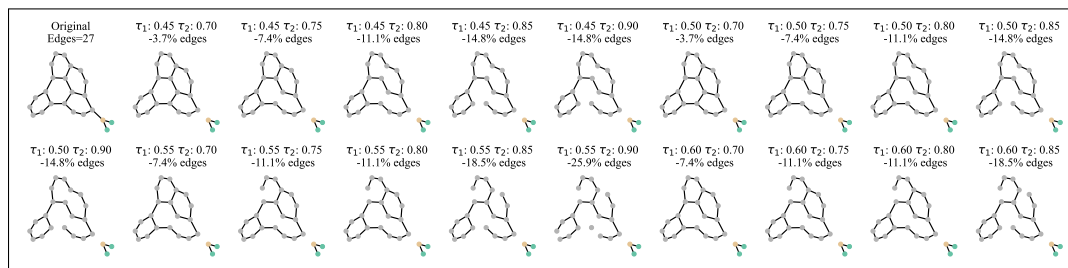 Original
Edges=27
τ1: 0.45 τ2: 0.70
-3.7% edges
τ1: 0.45 τ2: 0.75
-7.4% edges
τ1: 0.45 τ2: 0.80
-11.1% edges
τ1: 0.45 τ2: 0.85
-14.8% edges
τ1: 0.45 τ2: 0.90
-14.8% edges
τ1: 0.50 τ2: 0.70
-3.7% edges
τ1: 0.50 τ2: 0.75
-7.4% edges
τ1: 0.50 τ2: 0.80
-11.1% edges
τ1: 0.50 τ2: 0.85
-14.8% edges
τ1: 0.50 τ2: 0.90
-14.8% edges
τ1: 0.55 τ2: 0.70
-7.4% edges
τ1: 0.55 τ2: 0.75
-11.1% edges
τ1: 0.55 τ2: 0.80
-11.1% edges
τ1: 0.55 τ2: 0.85
-18.5% edges
τ1: 0.55 τ2: 0.90
-25.9% edges
τ1: 0.60 τ2: 0.70
-7.4% edges
τ1: 0.60 τ2: 0.75
-11.1% edges
τ1: 0.60 τ2: 0.80
-11.1% edges
τ1: 0.60 τ2: 0.85
-18.5% edges